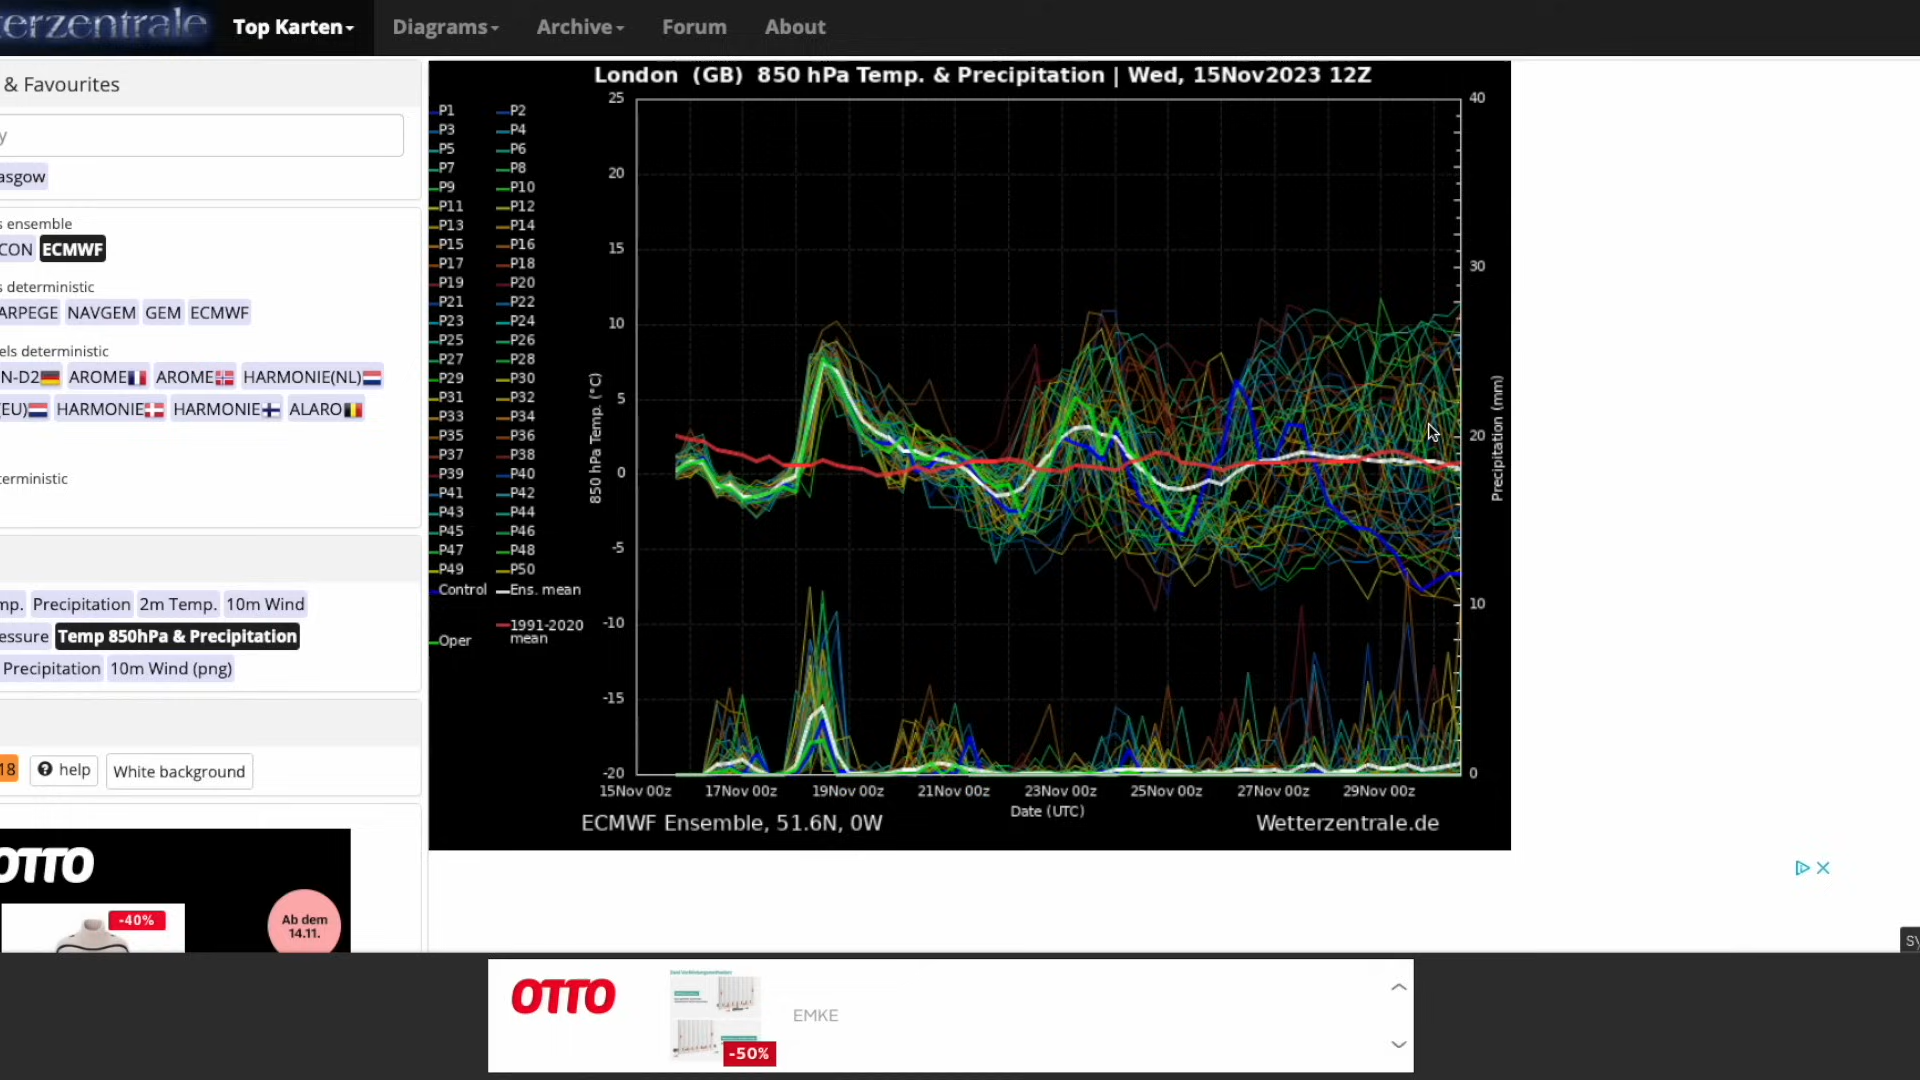 terzentrale Top Karten Diagrams Archive Forum About
& Favourites
y
asgow
s ensemble
CON ECMWF
s deterministic
ARPEGE NAVGEM GEM ECMWF
els deterministic
N-D2 AROME AROME HARMONIE(NL)
(EU) HARMONIE HARMONIE ALARO
erministic
mp. Precipitation 2m Temp. 10m Wind
essure Temp 850hPa & Precipitation
Precipitation 10m Wind (png)
18 help White background
OTTO
-40%
Ab dem
14.11.
London (GB) 850 hPa Temp. & Precipitation | Wed, 15Nov2023 12Z
P1 P2
P3 P4
P5 P6
P7 P8
P9 P10
P11 P12
P13 P14
P15 P16
P17 P18
P19 P20
P21 P22
P23 P24
P25 P26
P27 P28
P29 P30
P31 P32
P33 P34
P35 P36
P37 P38
P39 P40
P41 P42
P43 P44
P45 P46
P47 P48
P49 P50
Control Ens. mean
1991-2020
mean
Oper
850 hPa Temp. (°C)
25
20
15
10
5
0
-5
-10
-15
-20
40
30
20
10
0
Precipitation (mm)
15Nov 00z 17Nov 00z 19Nov 00z 21Nov 00z 23Nov 00z 25Nov 00z 27Nov 00z 29Nov 00z
Date (UTC)
ECMWF Ensemble, 51.6N, 0W Wetterzentrale.de
sy
OTTO
EMKE
-50%